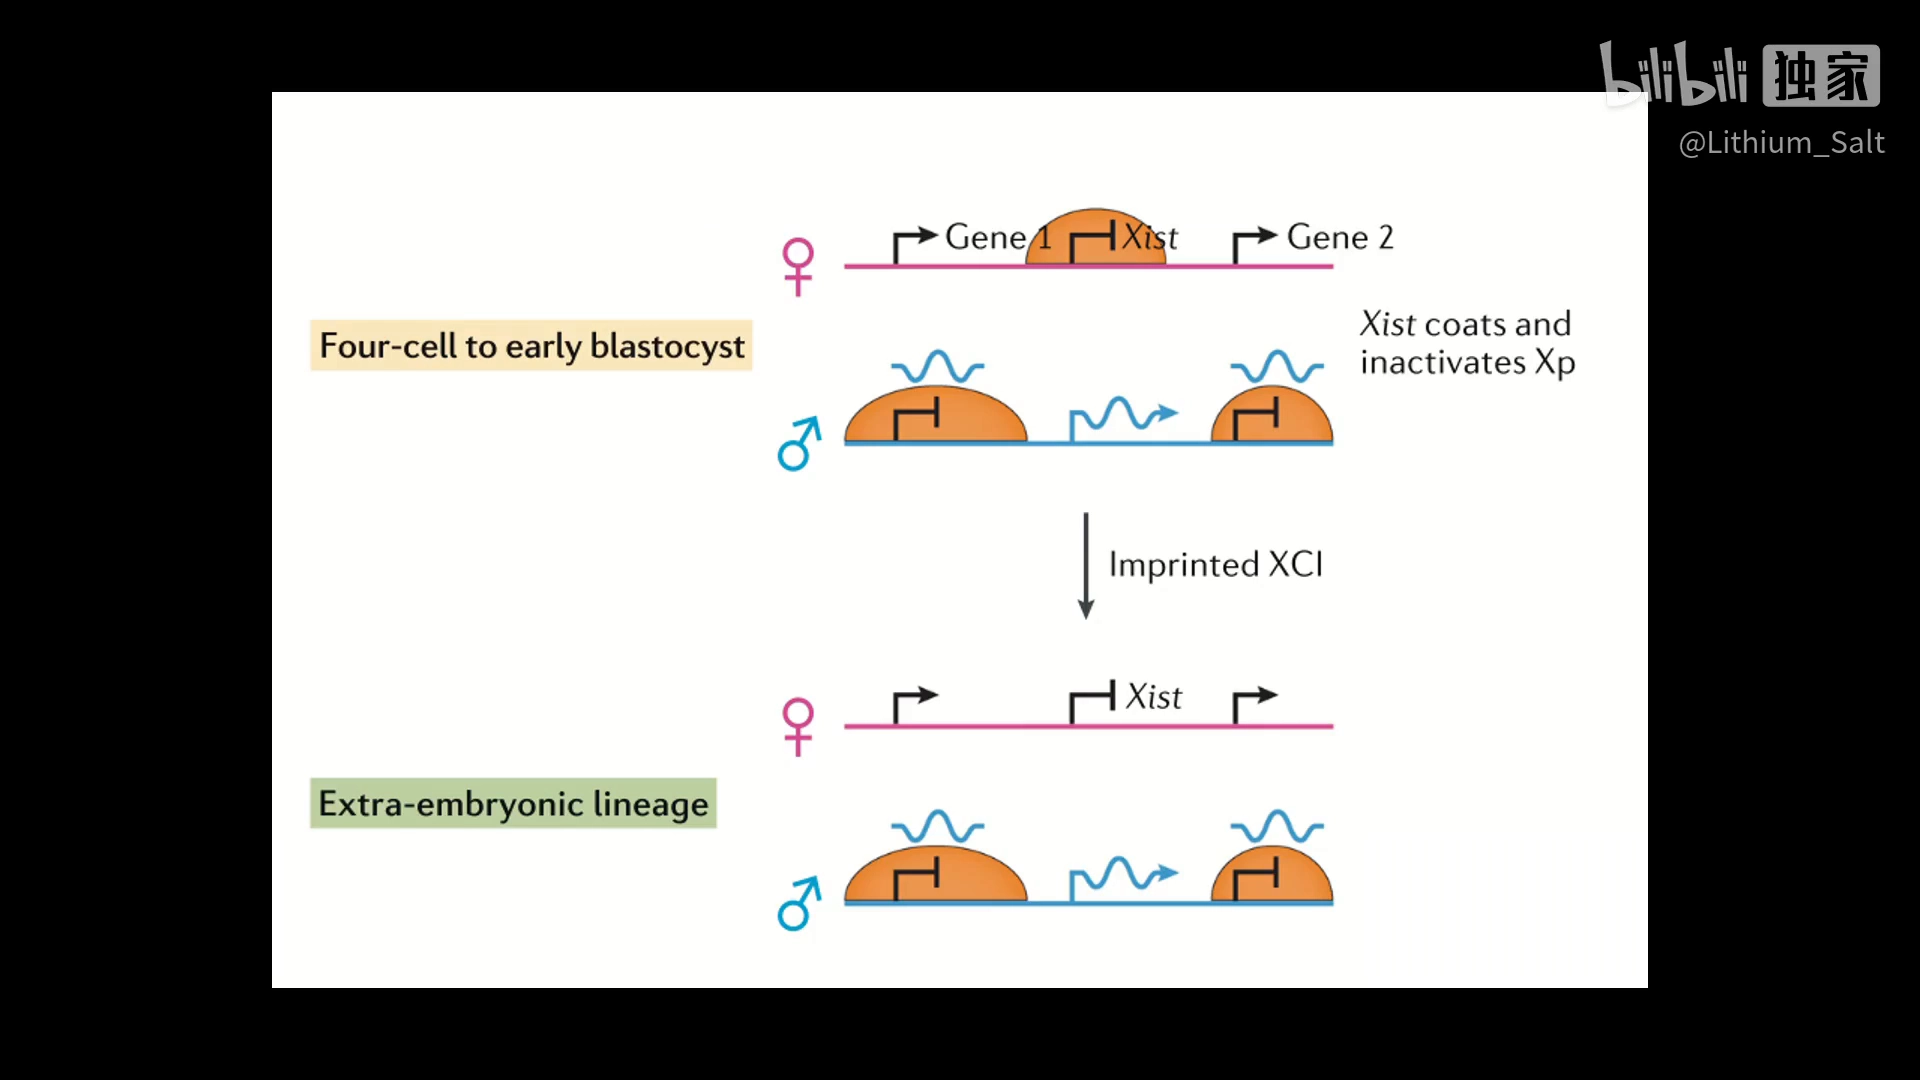 bilibili 独家
@Lithium_Salt
Gene 1 Xist Gene 2
Four-cell to early blastocyst
Xist coats and
inactivates Xp
Imprinted XCI
Xist
Extra-embryonic lineage